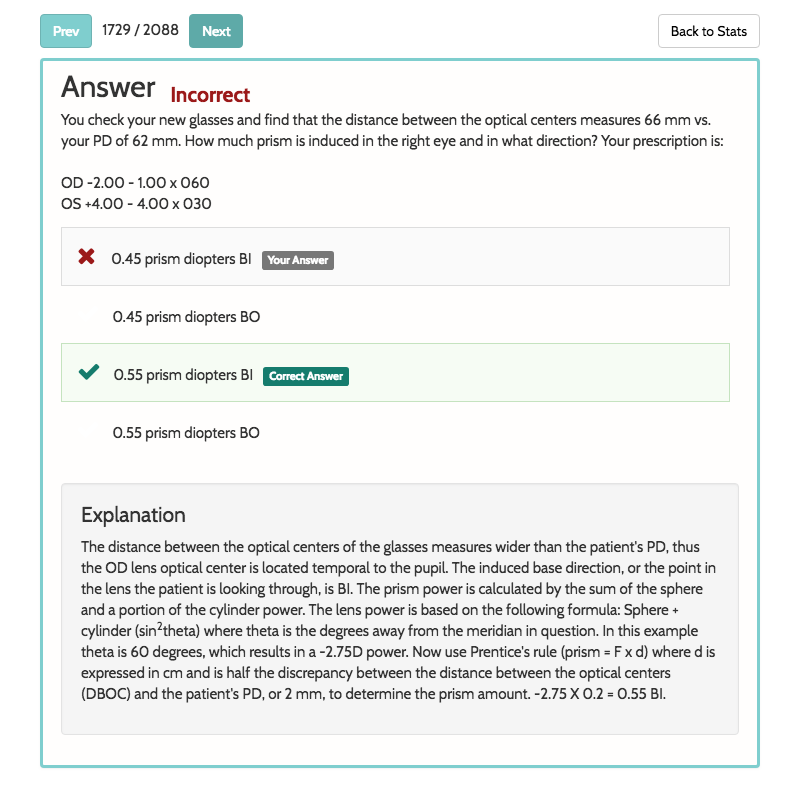 Prev 1729 / 2088 Next Back to Stats
Answer Incorrect
You check your new glasses and find that the distance between the optical centers measures 66 mm vs.
your PD of 62 mm. How much prism is induced in the right eye and in what direction? Your prescription is:
OD -2.00 - 1.00 x 060
OS +4.00 - 4.00 x 030
0.45 prism diopters BI Your Answer
0.45 prism diopters BO
0.55 prism diopters BI Correct Answer
0.55 prism diopters BO
Explanation
The distance between the optical centers of the glasses measures wider than the patient's PD, thus
the OD lens optical center is located temporal to the pupil. The induced base direction, or the point in
the lens the patient is looking through, is BI. The prism power is calculated by the sum of the sphere
and a portion of the cylinder power. The lens power is based on the following formula: Sphere +
cylinder (sin²theta) where theta is the degrees away from the meridian in question. In this example
theta is 60 degrees, which results in a -2.75D power. Now use Prentice's rule (prism = F x d) where d is
expressed in cm and is half the discrepancy between the distance between the optical centers
(DBOC) and the patient's PD, or 2 mm, to determine the prism amount. -2.75 X 0.2 = 0.55 BI.